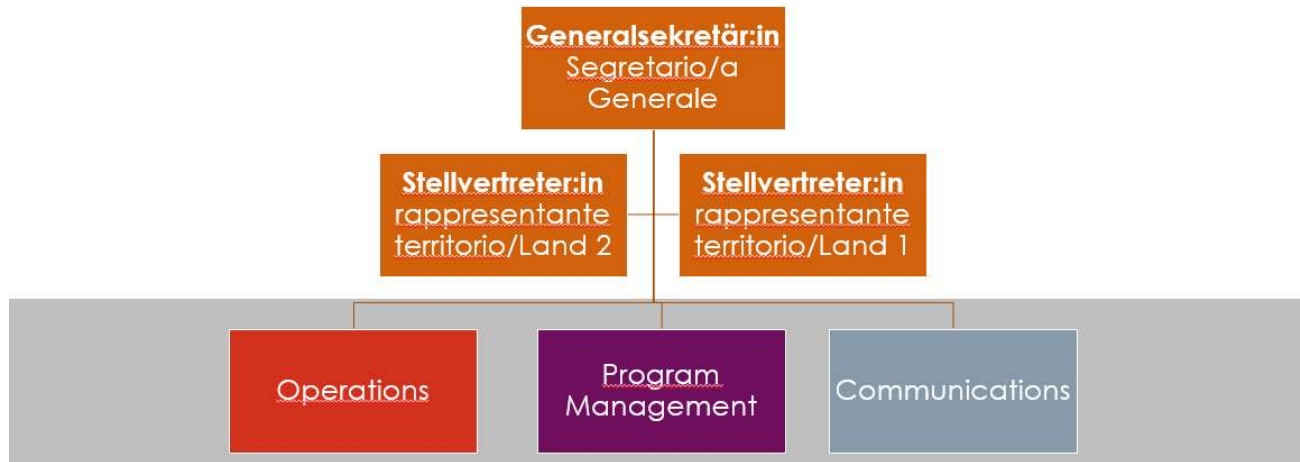 Generalsekretär:in
Segretario/a
Generale
Stellvertreter:in
rappresentante
territorio/Land 2
Stellvertreter:in
rappresentante
territorio/Land 1
Operations
Program
Management
Communications